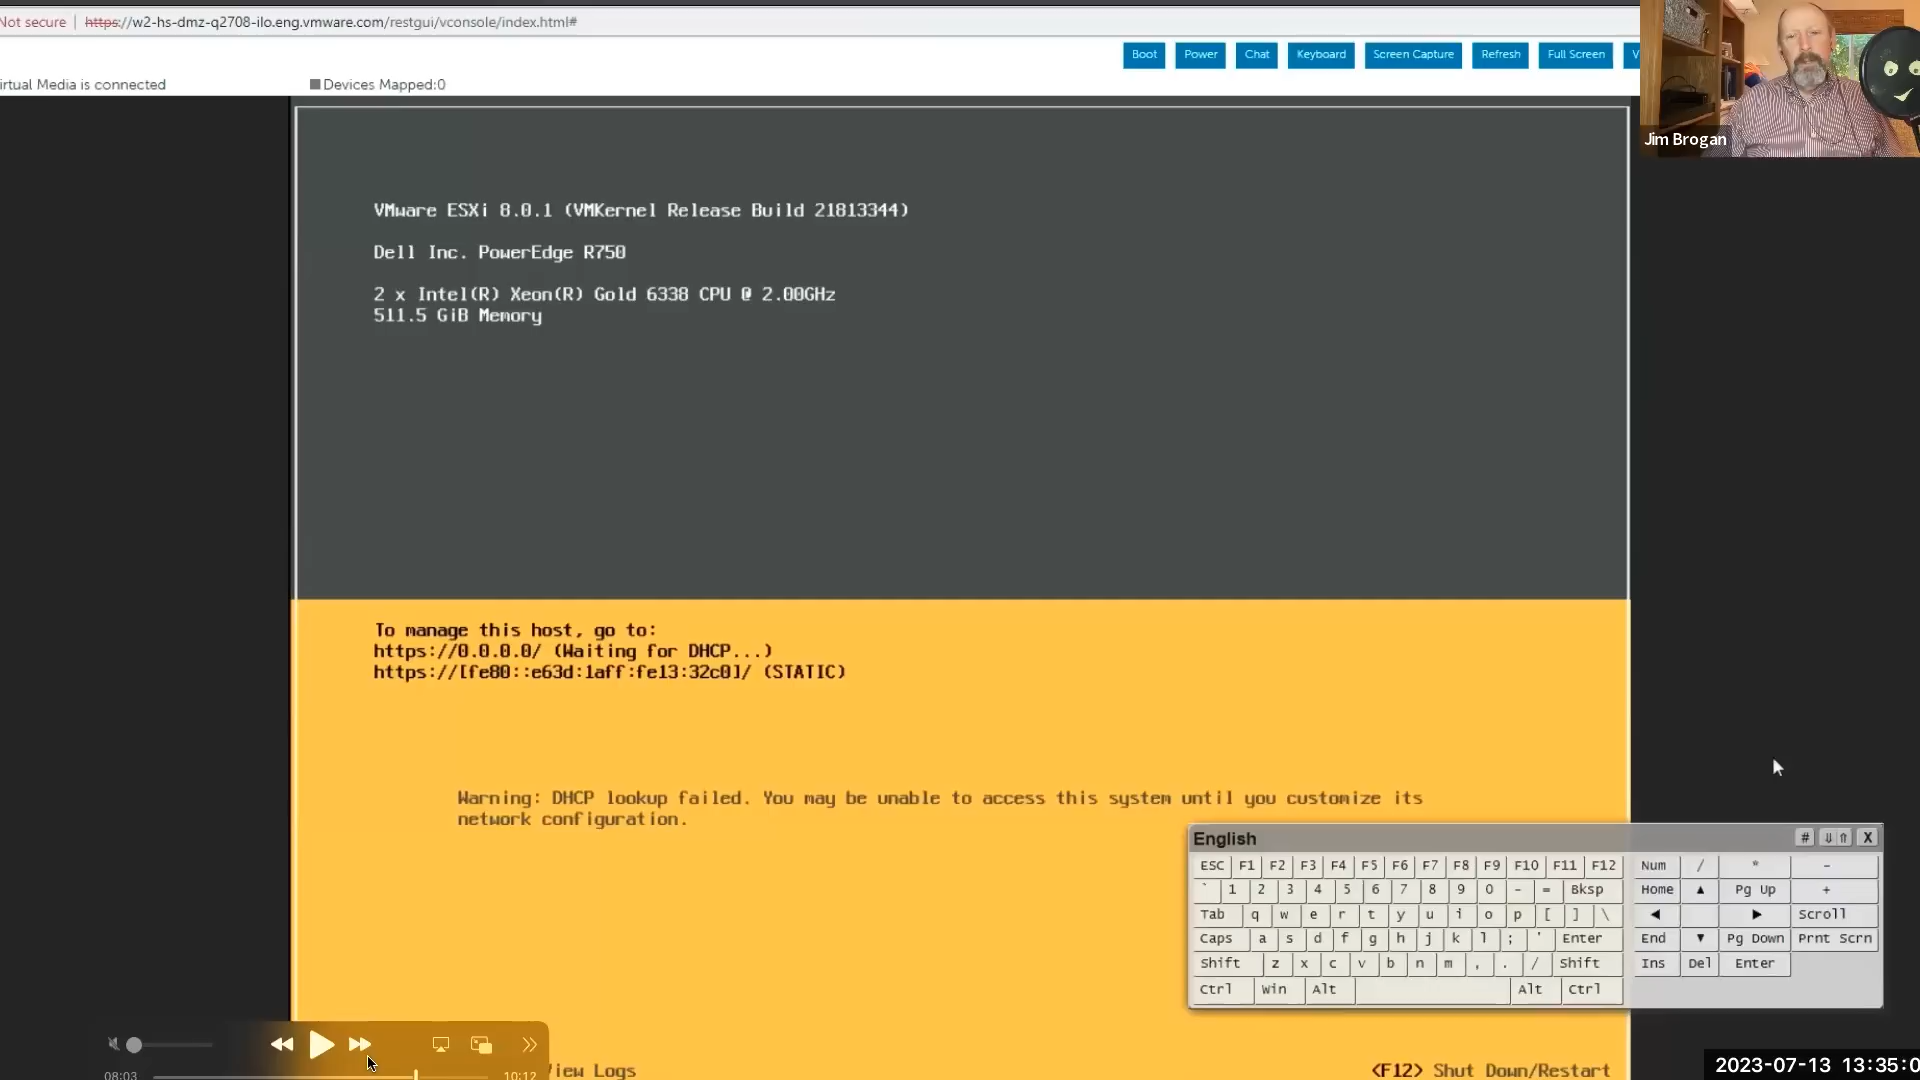 Not secure | https://w2-hs-dmz-q2708-ilo.eng.vmware.com/restgui/vconsole/index.html#
Boot Power Chat Keyboard Screen Capture Refresh Full Screen V
irtual Media is connected
Devices Mapped:0
Jim Brogan
VMware ESXi 8.0.1 (VMKernel Release Build 21813344)
Dell Inc. PowerEdge R750
2 x Intel(R) Xeon(R) Gold 6338 CPU @ 2.00GHz
511.5 GiB Memory
To manage this host, go to:
https://0.0.0.0/ (Waiting for DHCP...)
https://[fe80::e63d:1aff:fe13:32c0]/ (STATIC)
Warning: DHCP lookup failed. You may be unable to access this system until you customize its
network configuration.
English # X
ESC F1 F2 F3 F4 F5 F6 F7 F8 F9 F10 F11 F12 Num / * -
` 1 2 3 4 5 6 7 8 9 0 - = Bksp Home ▲ Pg Up +
Tab q w e r t y u i o p [ ] \ ◀ ▶ Scroll
Caps a s d f g h j k l ; ' Enter End ▼ Pg Down Prnt Scrn
Shift z x c v b n m , . / Shift Ins Del Enter
Ctrl Win Alt Alt Ctrl
08:03 10:12
iew Logs
<F12> Shut Down/Restart
2023-07-13 13:35:0